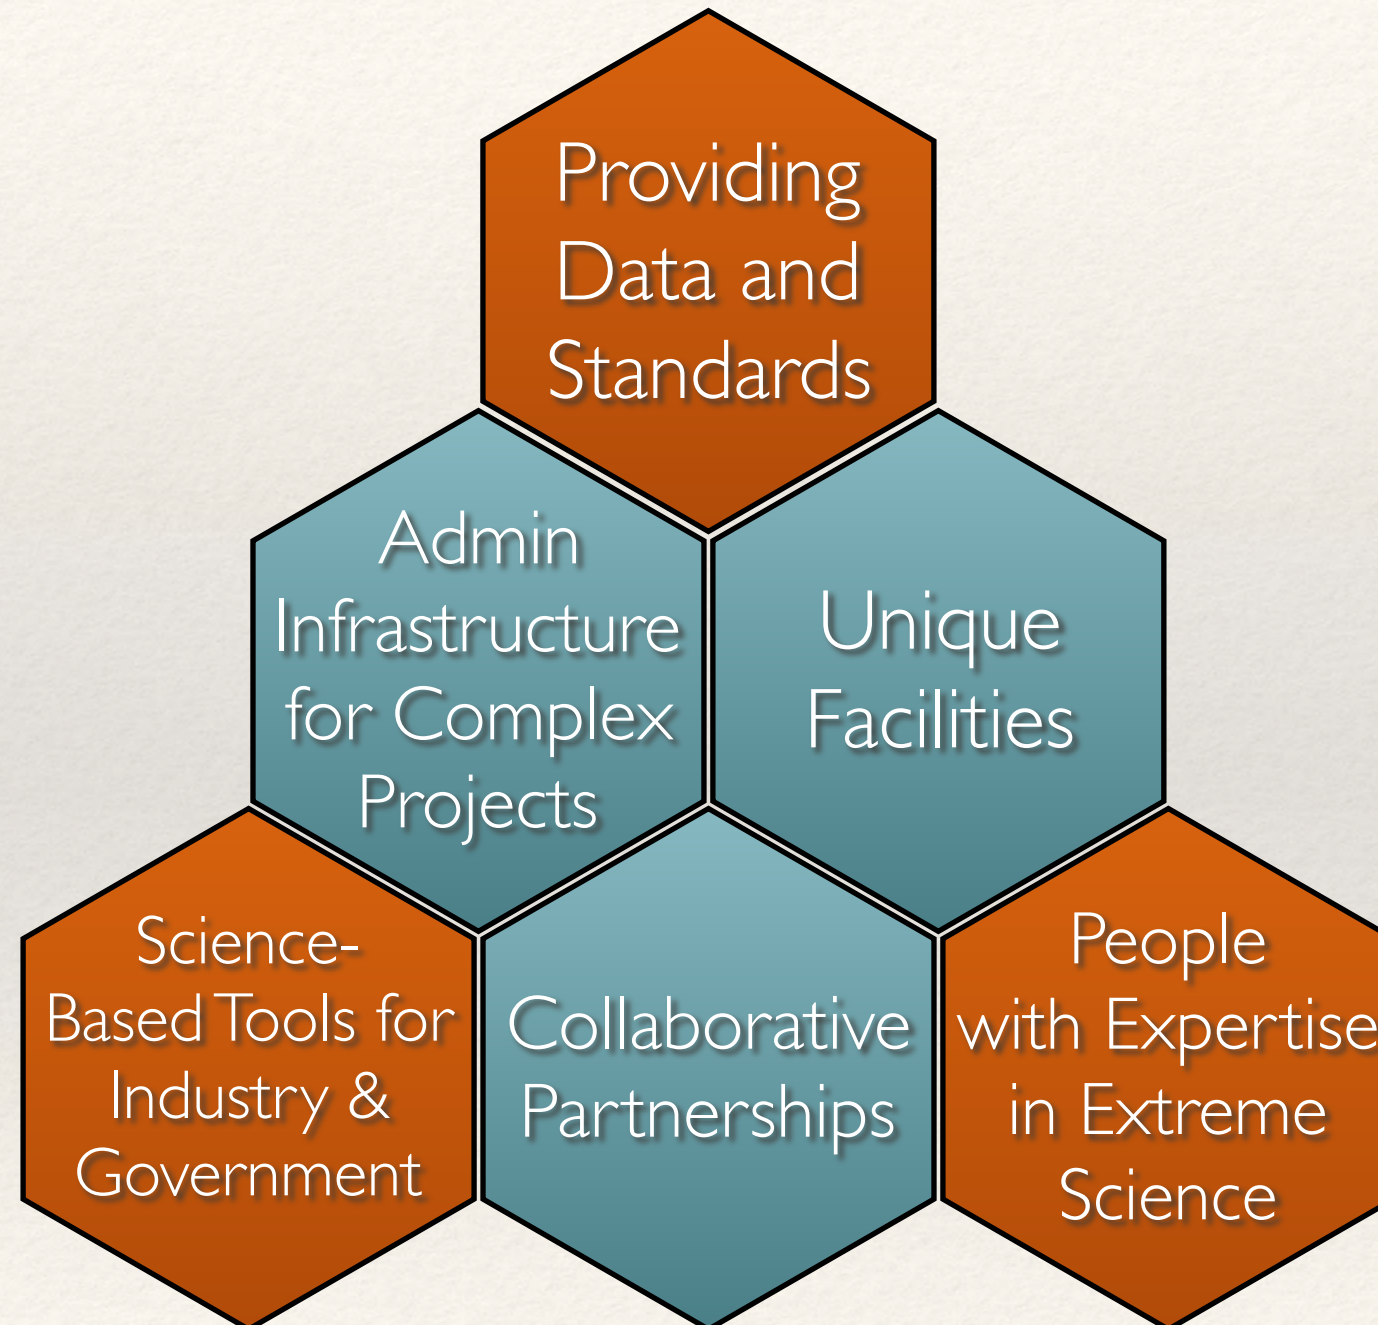 Providing
Data and
Standards
Admin
Infrastructure
for Complex
Projects
Unique
Facilities
Science-
Based Tools for
Industry &
Government
Collaborative
Partnerships
People
with Expertise
in Extreme
Science